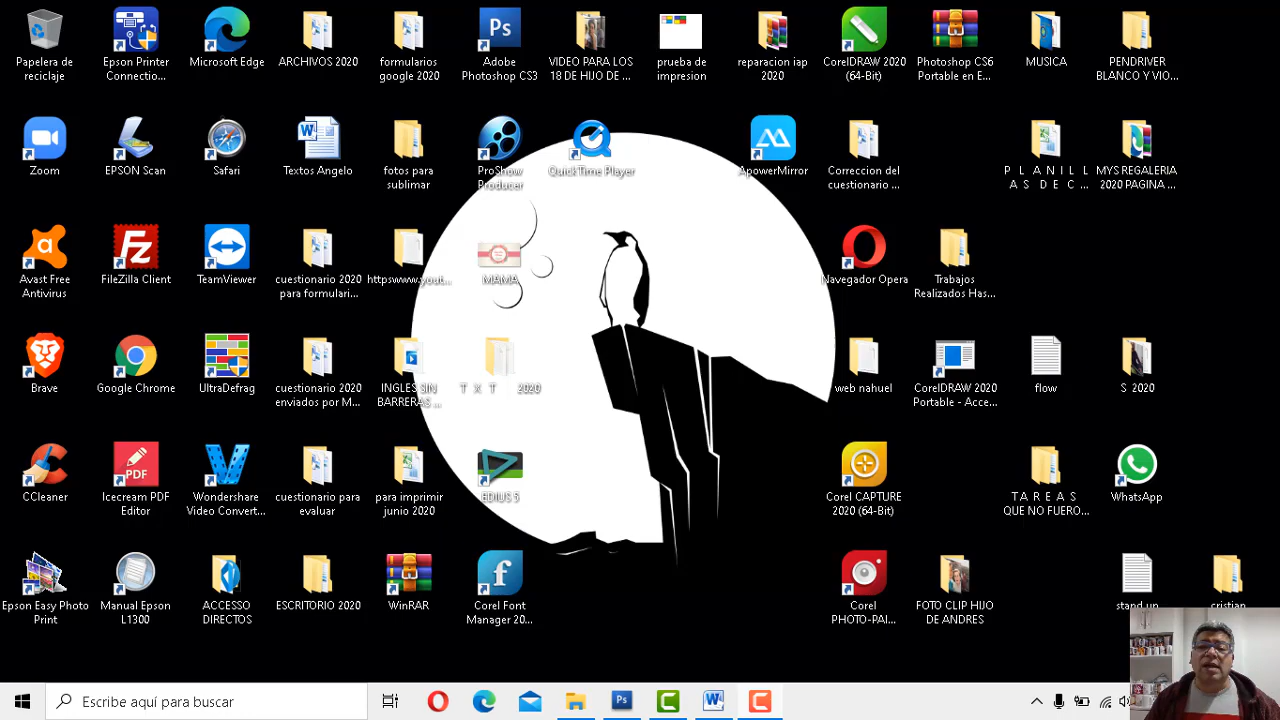 Papelera de
reciclaje
Epson Printer
Connectio...
Microsoft Edge
ARCHIVOS 2020
formularios
google 2020
Ps
Adobe
Photoshop CS3
VIDEO PARA LOS
18 DE HIJO DE ...
prueba de
impresion
reparacion iap
2020
CorelDRAW 2020
(64-Bit)
Photoshop CS6
Portable en E...
MUSICA
PENDRIVER
BLANCO Y VIO...
Zoom
EPSON Scan
Safari
Textos Angelo
fotos para
sublimar
ProShow
Producer
QuickTime Player
ApowerMirror
Correccion del
cuestionario ...
P L A N I L L
A S D E C ...
MYS REGALERIA
2020 PAGINA ...
Avast Free
Antivirus
Fz
FileZilla Client
TeamViewer
cuestionario 2020
para formulari...
httpswww.yout...
MAMA
Navegador Opera
Trabajos
Realizados Has...
Brave
Google Chrome
UltraDefrag
cuestionario 2020
enviados por M...
INGLES SIN
BARRERAS ...
T X T 2020
web nahuel
CorelDRAW 2020
Portable - Acce...
flow
S 2020
CCleaner
PDF
Icecream PDF
Editor
Wondershare
Video Convert...
cuestionario para
evaluar
para imprimir
junio 2020
EDIUS 5
Corel CAPTURE
2020 (64-Bit)
T A R E A S
QUE NO FUERO...
WhatsApp
Epson Easy Photo
Print
Manual Epson
L1300
ACCESO
DIRECTOS
ESCRITORIO 2020
WinRAR
Corel Font
Manager 20...
Corel
PHOTO-PAI...
FOTO CLIP HIJO
DE ANDRES
stand up
cristian
Escribe aquí para buscar